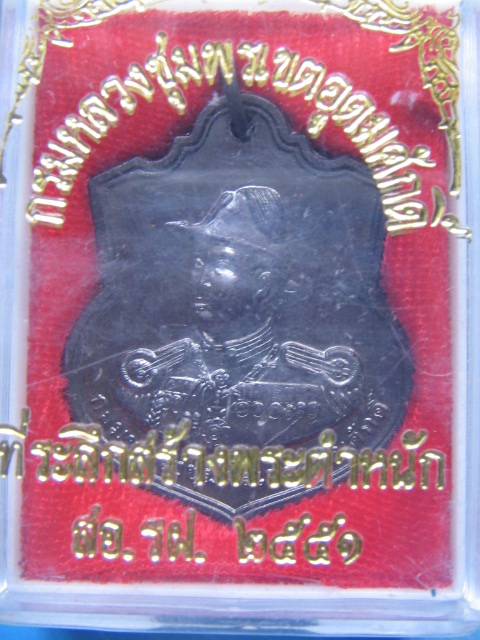 กรมหลวงชุมพรเขตอุดมศักดิ์
ที่ระลึกสร้างพระตำหนัก
สอ. รฝ. ๒๕๕๑